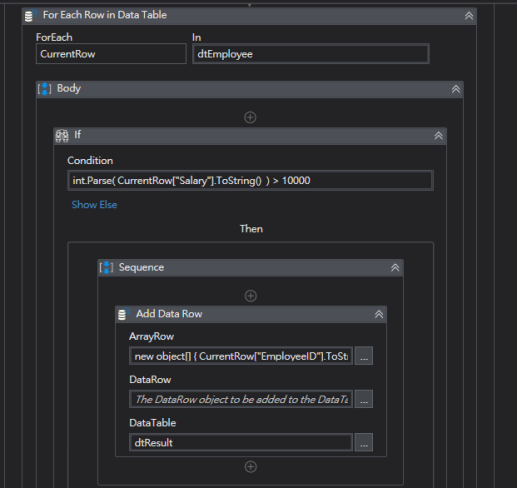 For Each Row in Data Table
ForEach In
CurrentRow dtEmployee
Body
If
Condition
int.Parse( CurrentRow["Salary"].ToString() ) > 10000
Show Else
Then
Sequence
Add Data Row
ArrayRow
new object[] { CurrentRow["EmployeeID"].ToStr ...
DataRow
The DataRow object to be added to the DataTa ...
DataTable
dtResult ...